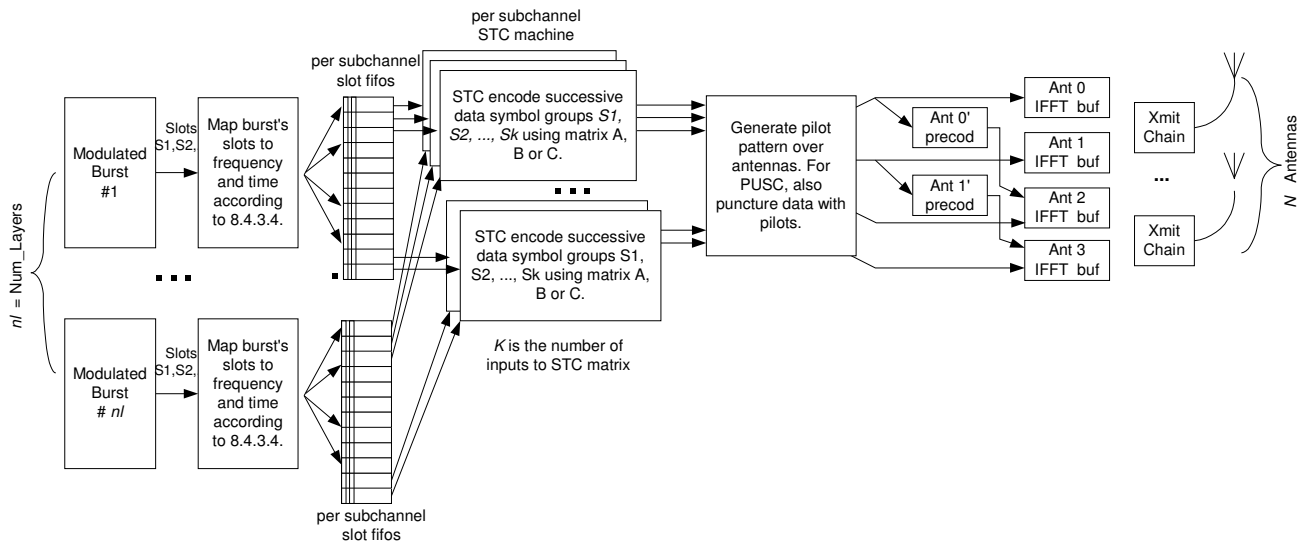 per subchannel
STC machine
per subchannel
slot fifos
nl = Num_Layers
Modulated
Burst
#1
Slots
S1,S2,
Map burst's
slots to
frequency
and time
according
to 8.4.3.4.
STC encode successive
data symbol groups S1,
S2, ..., Sk using matrix A,
B or C.
...
STC encode successive
data symbol groups S1,
S2, ..., Sk using matrix A,
B or C.
K is the number of
inputs to STC matrix
Generate pilot
pattern over
antennas. For
PUSC, also
puncture data with
pilots.
Ant 0'
precod
Ant 1'
precod
Ant 0
IFFT buf
Ant 1
IFFT buf
Ant 2
IFFT buf
Ant 3
IFFT buf
Xmit
Chain
...
Xmit
Chain
N Antennas
...
Modulated
Burst
# nl
Slots
S1,S2,
Map burst's
slots to
frequency
and time
according
to 8.4.3.4.
per subchannel
slot fifos